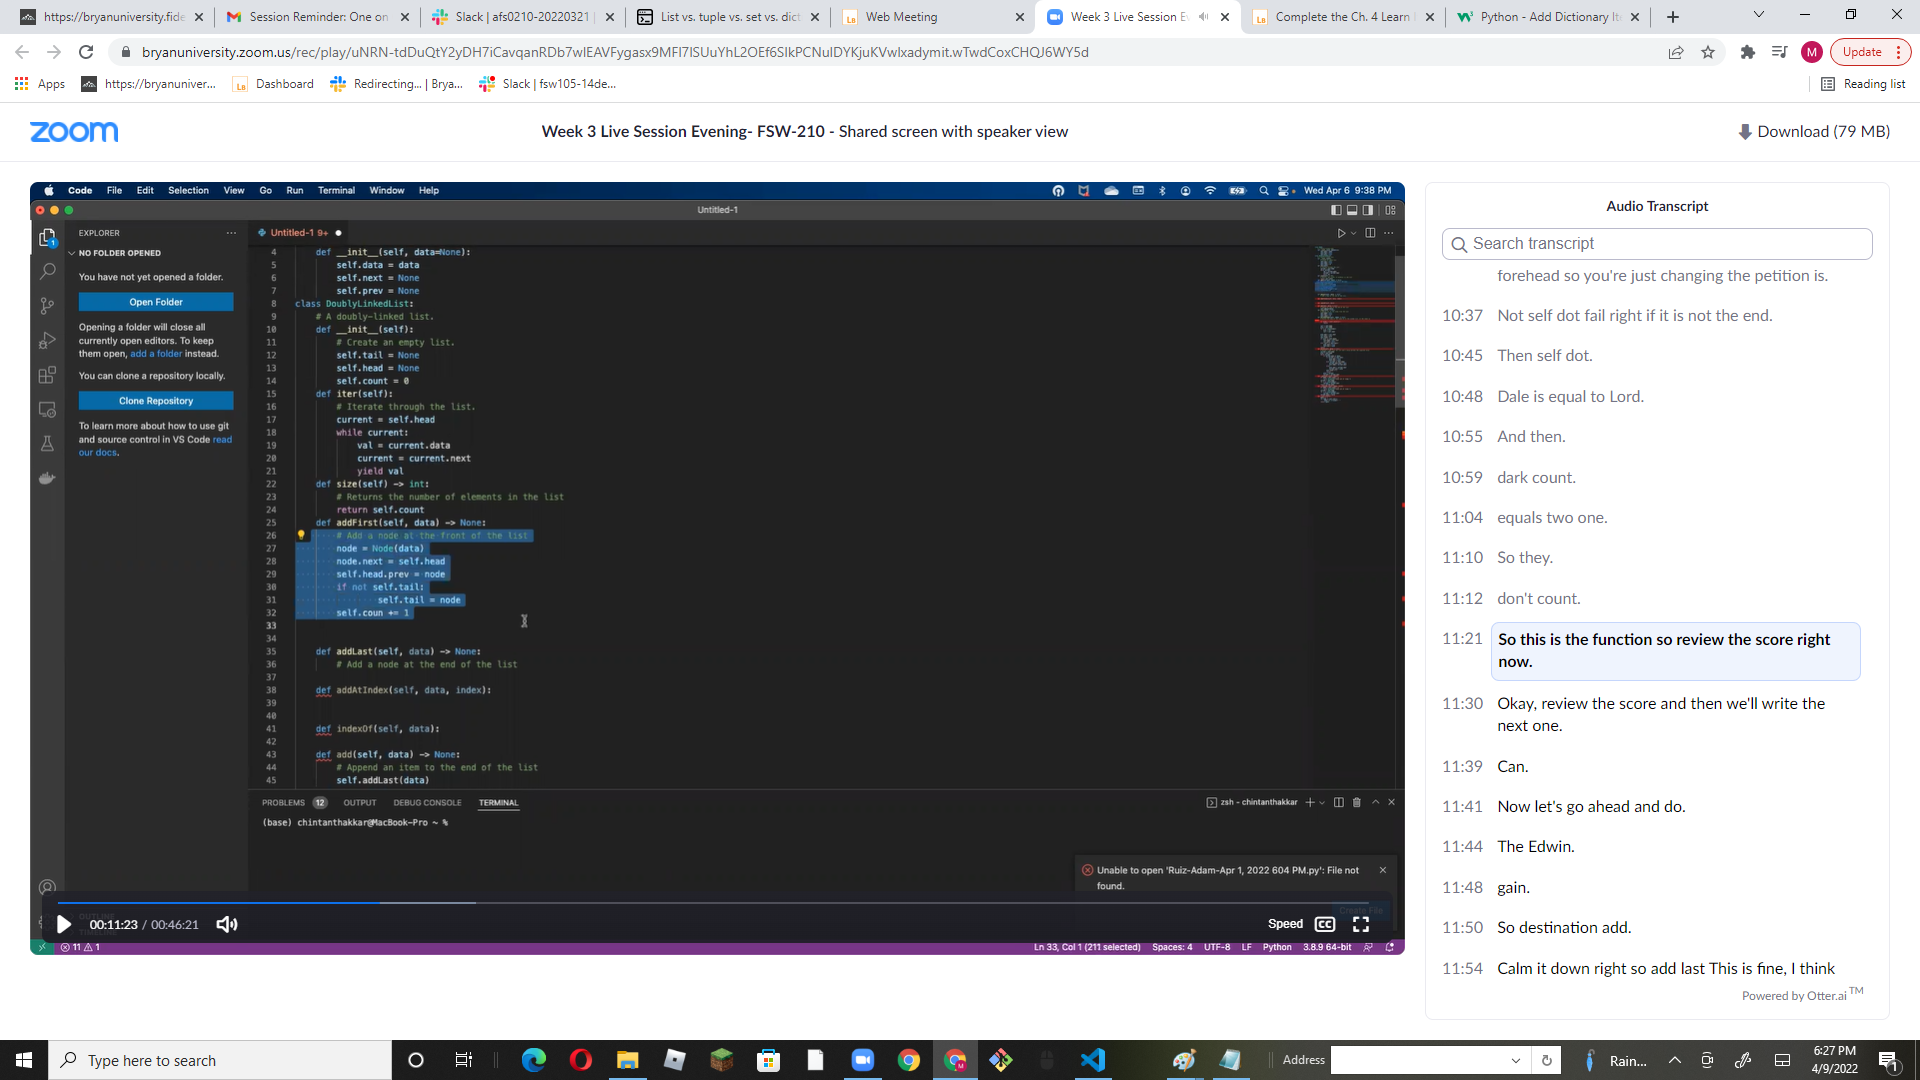 https://bryanuniversity.fide
Session Reminder: One on
Slack | afs0210-20220321 |
List vs. tuple vs. set vs. dict
Web Meeting
Week 3 Live Session Ev
Complete the Ch. 4 Learn
Python - Add Dictionary Ite
bryanuniversity.zoom.us/rec/play/uNRN-tdDuQtY2yDH7iCavqanRDb7wIEAVFygasx9MFl7lSUuYhL2OEf6SIkPCNulDYKjuKVwlxadymit.wTwdCoxCHQJ6WY5d
M
Update
Apps
https://bryanuniver...
Dashboard
Redirecting... | Brya...
Slack | fsw105-14de...
Reading list
zoom
Week 3 Live Session Evening- FSW-210 - Shared screen with speaker view
Download (79 MB)
Code File Edit Selection View Go Run Terminal Window Help
Wed Apr 6 9:38 PM
Untitled-1
EXPLORER
NO FOLDER OPENED
You have not yet opened a folder.
Open Folder
Opening a folder will close all
currently open editors. To keep
them open, add a folder instead.
You can clone a repository locally.
Clone Repository
To learn more about how to use git
and source control in VS Code read
our docs.
Untitled-1 9+
4 def __init__(self, data=None):
5 self.data = data
6 self.next = None
7 self.prev = None
8 class DoublyLinkedList:
9 # A doubly-linked list.
10 def __init__(self):
11 # Create an empty list.
12 self.tail = None
13 self.head = None
14 self.count = 0
15 def iter(self):
16 # Iterate through the list.
17 current = self.head
18 while current:
19 val = current.data
20 current = current.next
21 yield val
22 def size(self) -> int:
23 # Returns the number of elements in the list
24 return self.count
25 def addFirst(self, data) -> None:
26 # Add a node at the front of the list
27 node = Node(data)
28 node.next = self.head
29 self.head.prev = node
30 if not self.tail:
31 self.tail = node
32 self.coun += 1
33
34
35 def addLast(self, data) -> None:
36 # Add a node at the end of the list
37
38 def addAtIndex(self, data, index):
39
40
41 def indexOf(self, data):
42
43 def add(self, data) -> None:
44 # Append an item to the end of the list
45 self.addLast(data)
PROBLEMS 12 OUTPUT DEBUG CONSOLE TERMINAL
zsh - chintanthakkar
(base) chintanthakkar@MacBook-Pro ~ %
Unable to open 'Ruiz-Adam-Apr 1, 2022 604 PM.py': File not
found.
Create File
OUTLINE
TIMELINE
00:11:23 / 00:46:21
Speed
CC
11 1
Ln 33, Col 1 (211 selected) Spaces: 4 UTF-8 LF Python 3.8.9 64-bit
Audio Transcript
Search transcript
forehead so you're just changing the petition is.
10:37 Not self dot fail right if it is not the end.
10:45 Then self dot.
10:48 Dale is equal to Lord.
10:55 And then.
10:59 dark count.
11:04 equals two one.
11:10 So they.
11:12 don't count.
11:21 So this is the function so review the score right
now.
11:30 Okay, review the score and then we'll write the
next one.
11:39 Can.
11:41 Now let's go ahead and do.
11:44 The Edwin.
11:48 gain.
11:50 So destination add.
11:54 Calm it down right so add last This is fine, I think
Powered by Otter.ai TM
Type here to search
Address
Rain...
6:27 PM
4/9/2022
1